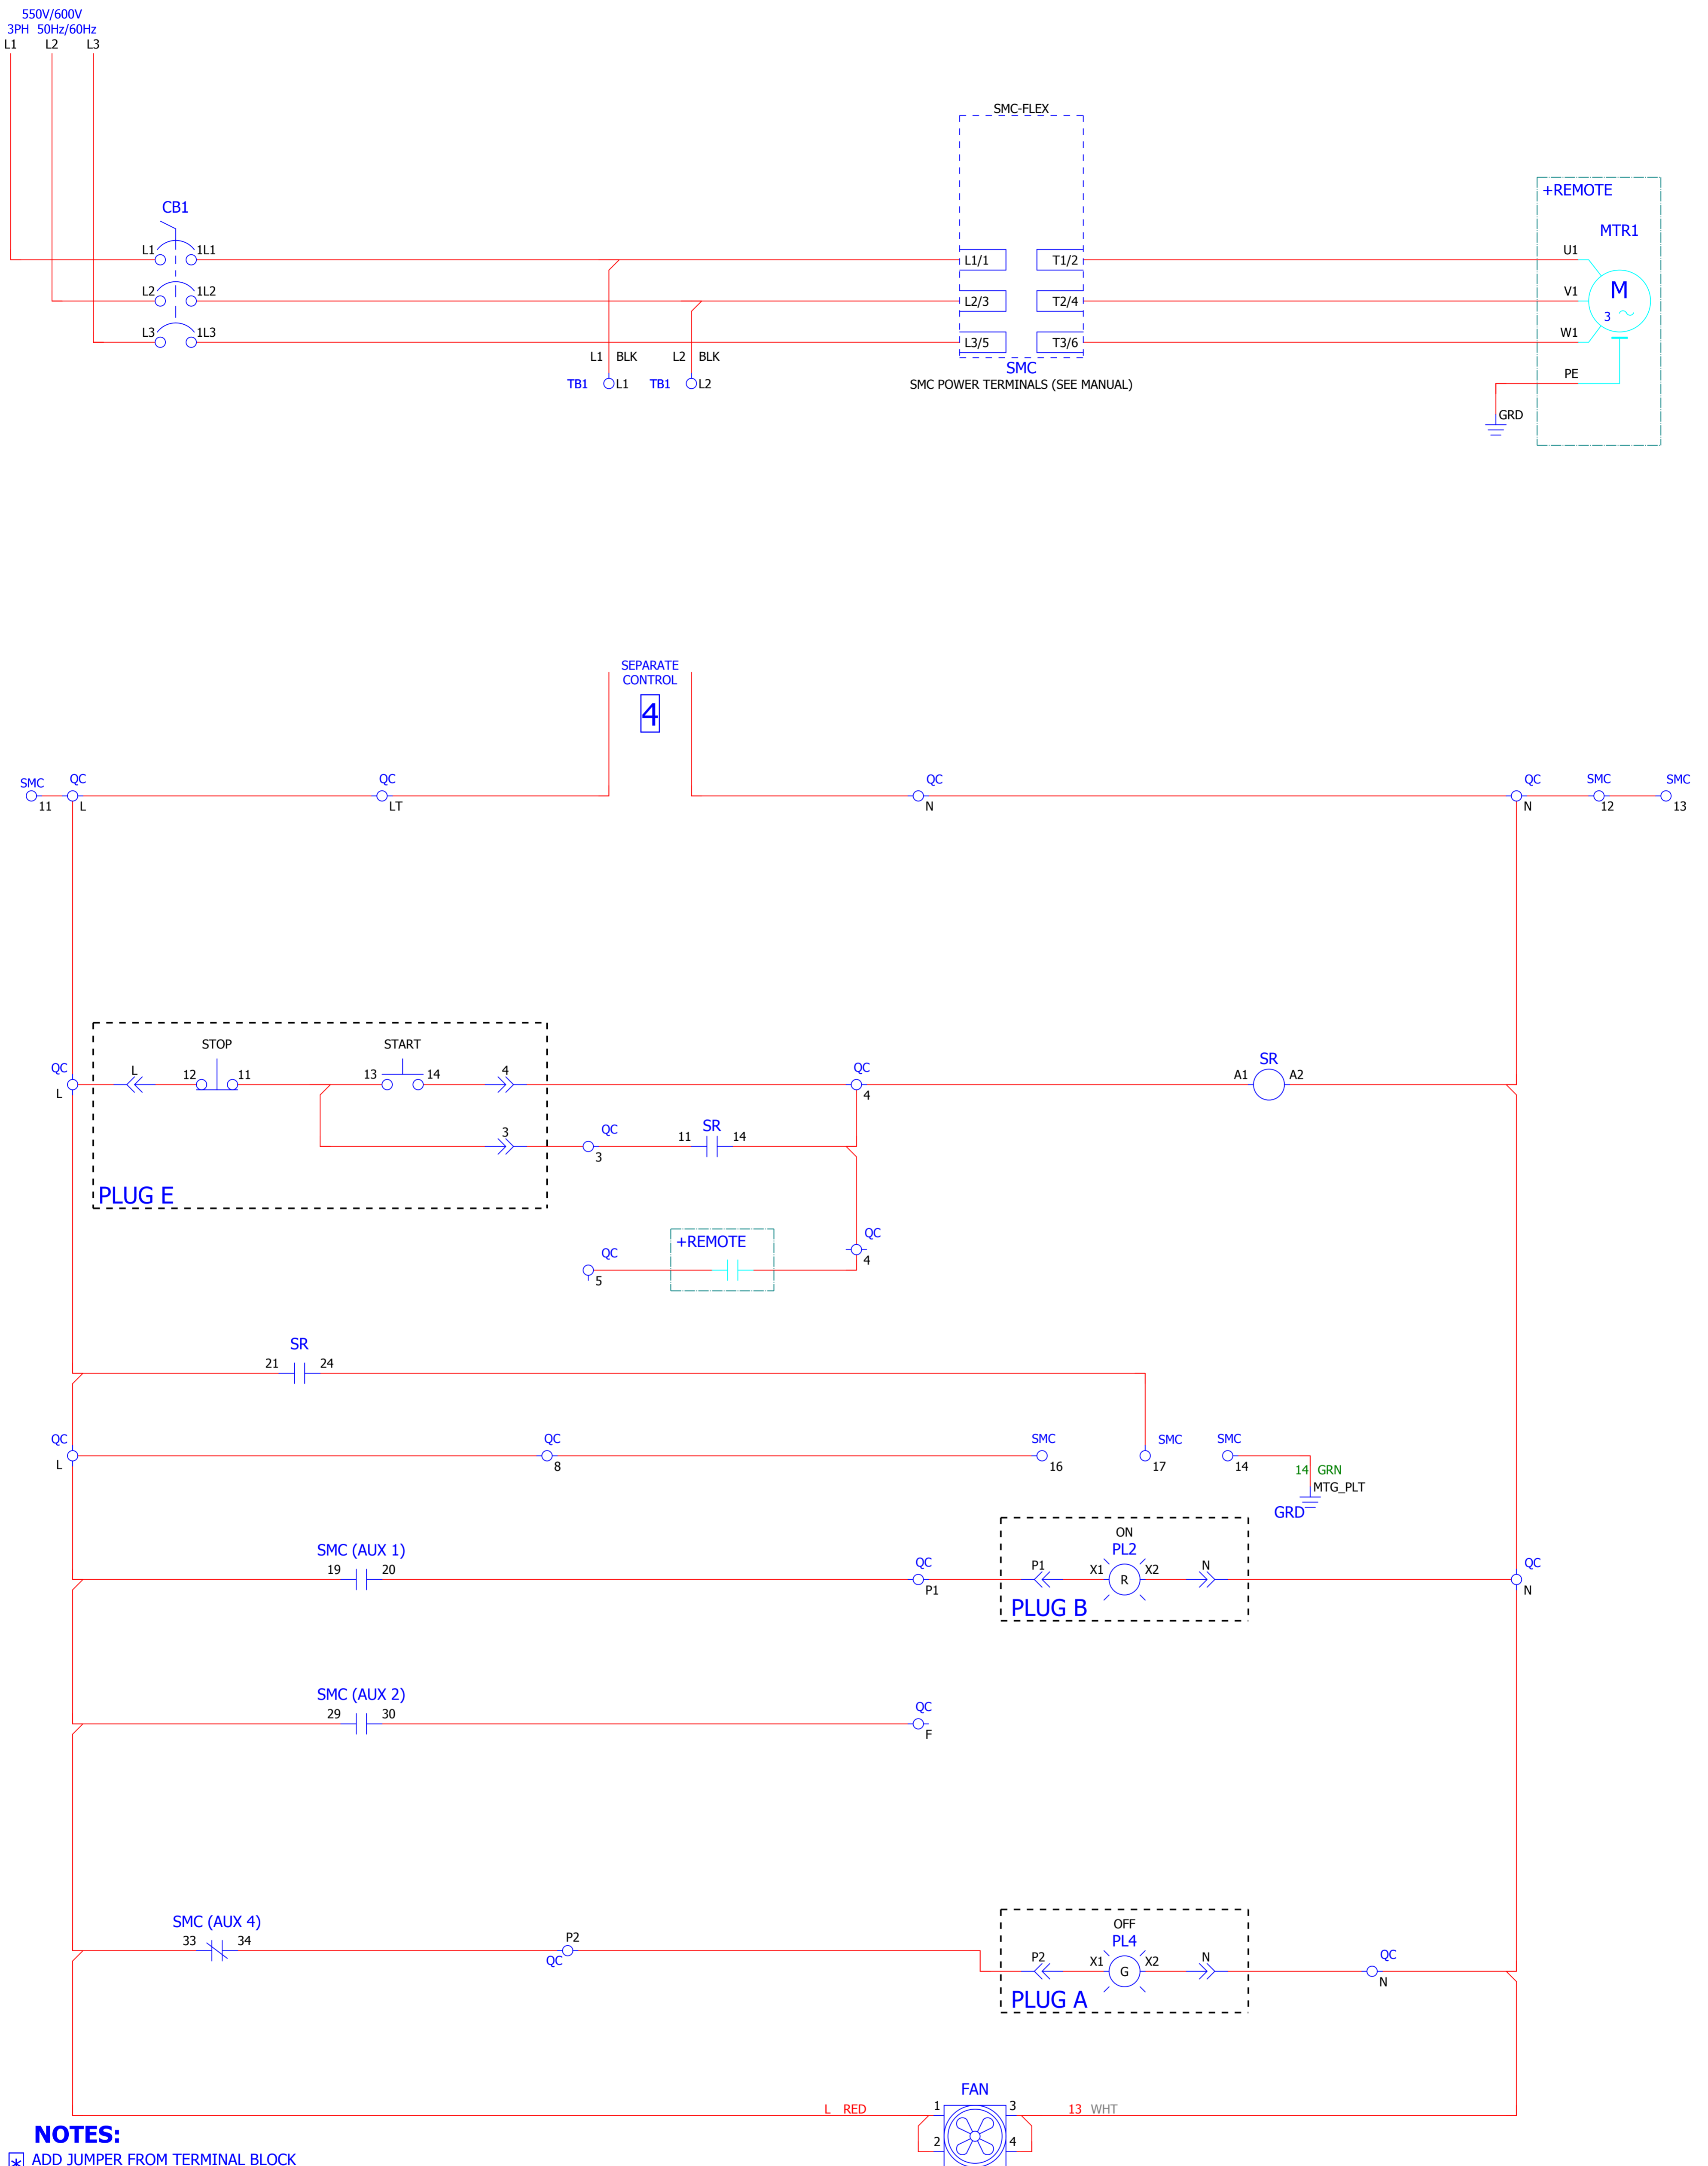 550V/600V
3PH 50Hz/60Hz
L1 L2 L3
SMC-FLEX
+REMOTE
CB1
MTR1
L1 1L1
L1/1 T1/2
U1
L2 1L2
L2/3 T2/4
V1
M
3
L3 1L3
L3/5 T3/6
W1
L1 BLK L2 BLK
TB1 L1 TB1 L2
SMC
SMC POWER TERMINALS (SEE MANUAL)
PE
GRD
SEPARATE
CONTROL
4
SMC QC QC QC QC SMC SMC
11 L LT N N 12 13
STOP START
QC L 12 11 13 14 4 QC SR
L 4 A1 A2
3 QC 11 SR 14
3
PLUG E
+REMOTE
QC QC
5 4
SR
21 24
QC QC SMC SMC SMC
L 8 16 17 14
14 GRN
MTG_PLT
GRD
ON
SMC (AUX 1) PL2
19 20 QC P1 X1 R X2 N QC
P1 N
PLUG B
SMC (AUX 2)
29 30 QC
F
OFF
SMC (AUX 4) PL4
33 34 P2
QC
P2 X1 G X2 N QC
N
PLUG A
FAN
L RED 1 3 13 WHT
2 4
NOTES:
* ADD JUMPER FROM TERMINAL BLOCK